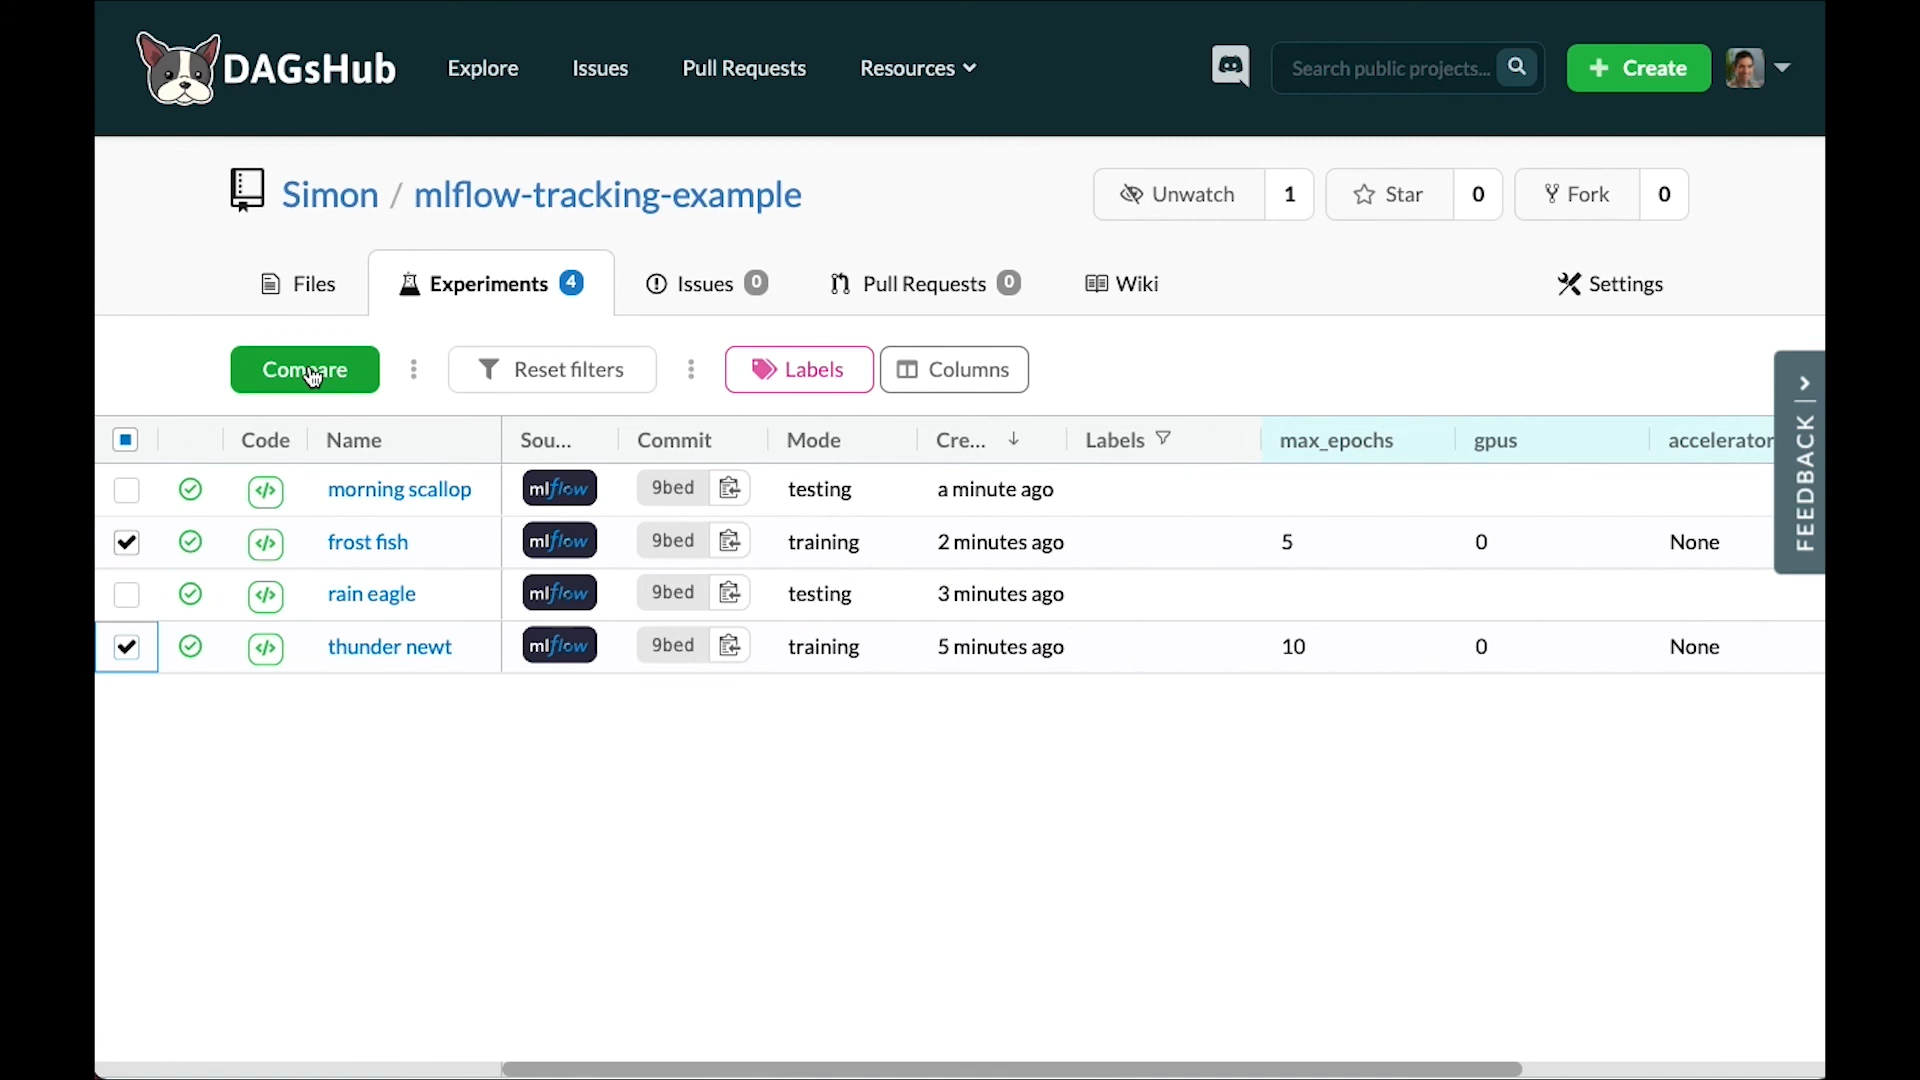 DAGsHub Explore Issues Pull Requests Resources Search public projects... + Create
Simon / mlflow-tracking-example Unwatch 1 Star 0 Fork 0
Files Experiments 4 Issues 0 Pull Requests 0 Wiki Settings
Compare Reset filters Labels Columns
FEEDBACK
Code Name Sou... Commit Mode Cre... Labels max_epochs gpus accelerator
morning scallop mlflow 9bed testing a minute ago
frost fish mlflow 9bed training 2 minutes ago 5 0 None
rain eagle mlflow 9bed testing 3 minutes ago
thunder newt mlflow 9bed training 5 minutes ago 10 0 None